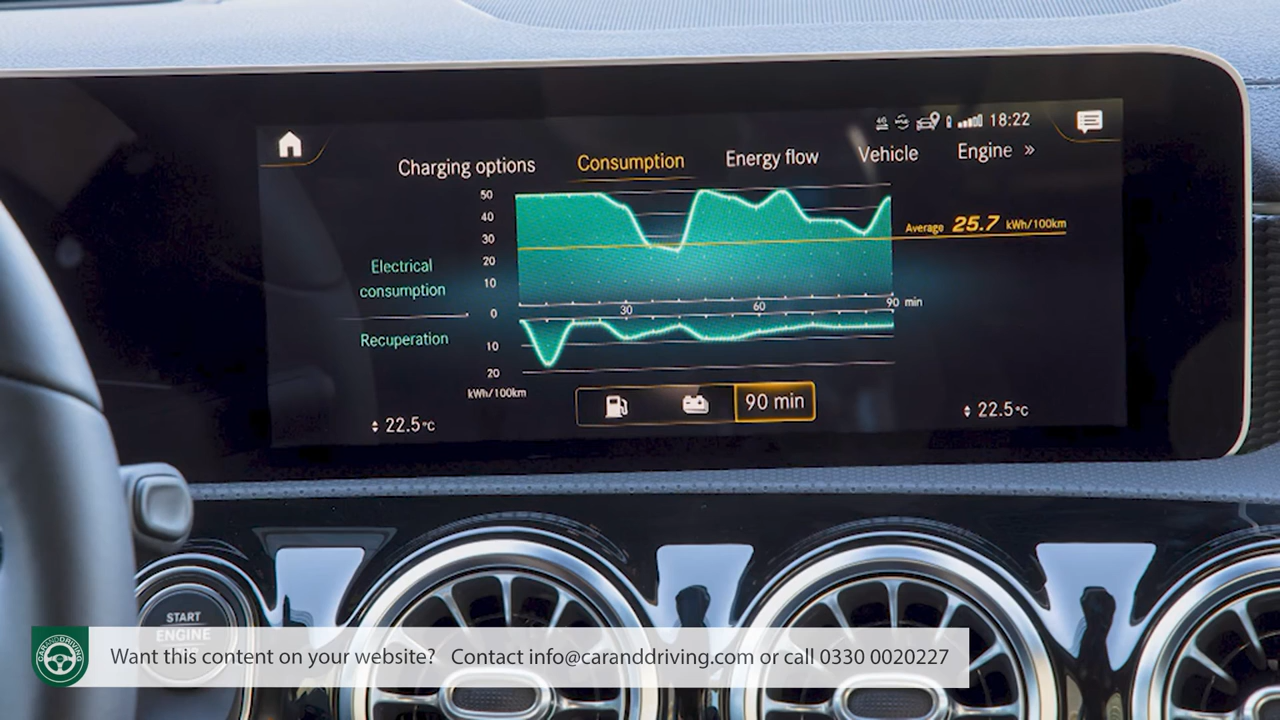 4G 18:22
Charging options Consumption Energy flow Vehicle Engine »
50
40
30
20
10
0
10
20
kWh/100km
Electrical
consumption
Recuperation
Average 25.7 kWh/100km
30 60 90 min
90 min
22.5°C 22.5°C
START
ENGINE
CARANDDRIVING
Want this content on your website? Contact info@caranddriving.com or call 0330 0020227